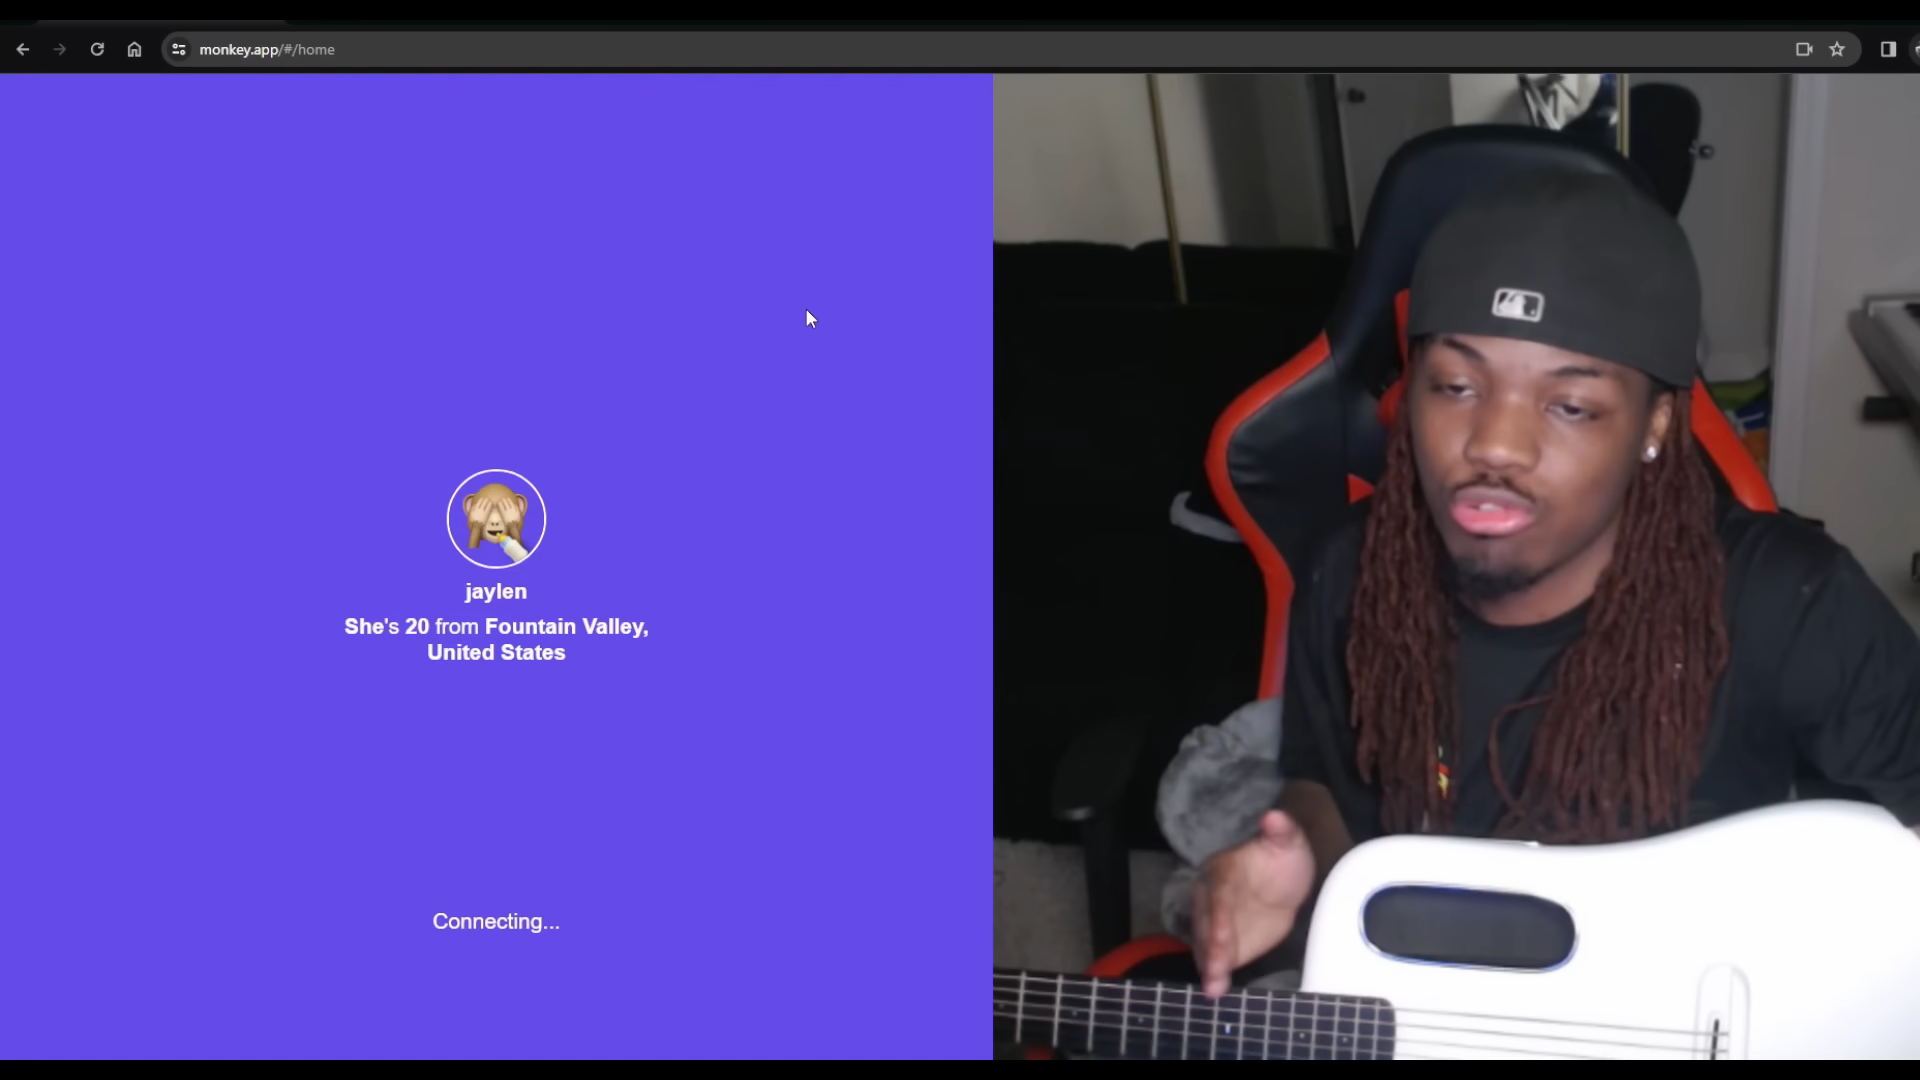 monkey.app/#/home
jaylen
She's 20 from Fountain Valley,
United States
Connecting...